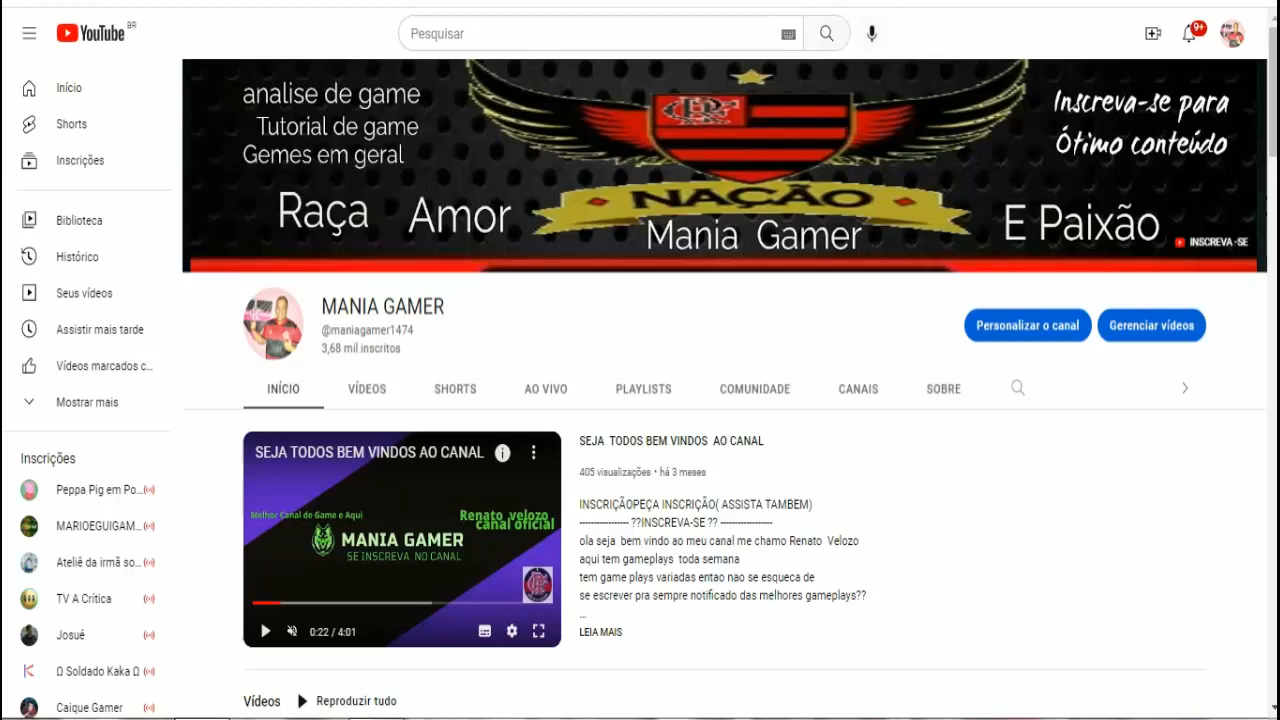 YouTube BR
Pesquisar
9+
Início
Shorts
Inscrições
Biblioteca
Histórico
Seus vídeos
Assistir mais tarde
Vídeos marcados c...
Mostrar mais
Inscrições
Peppa Pig em Po...
MARIOEGUIGAM...
Ateliê da irmã so...
TV A Crítica
Josué
Ω Soldado Kaka Ω
Caique Gamer
analise de game
Tutorial de game
Gemes em geral
Raça Amor
CRF
NAÇÃO
Mania Gamer
Inscreva-se para
Ótimo conteúdo
E Paixão
INSCREVA -SE
MANIA GAMER
@maniagamer1474
3,68 mil inscritos
Personalizar o canal
Gerenciar vídeos
INÍCIO VÍDEOS SHORTS AO VIVO PLAYLISTS COMUNIDADE CANAIS SOBRE
SEJA TODOS BEM VINDOS AO CANAL
Melhor Canal de Game e Aqui
Renato velozo
canal oficial
MANIA GAMER
SE INSCREVA NO CANAL
0:22 / 4:01
SEJA TODOS BEM VINDOS AO CANAL
405 visualizações • há 3 meses
INSCRIÇÃOPEÇA INSCRIÇÃO( ASSISTA TAMBEM)
---------------- ??INSCREVA-SE ?? -----------------
ola seja bem vindo ao meu canal me chamo Renato Velozo
aqui tem gameplays toda semana
tem game plays variadas entao nao se esqueca de
se escrever pra sempre notificado das melhores gameplays??
...
LEIA MAIS
Vídeos Reproduzir tudo